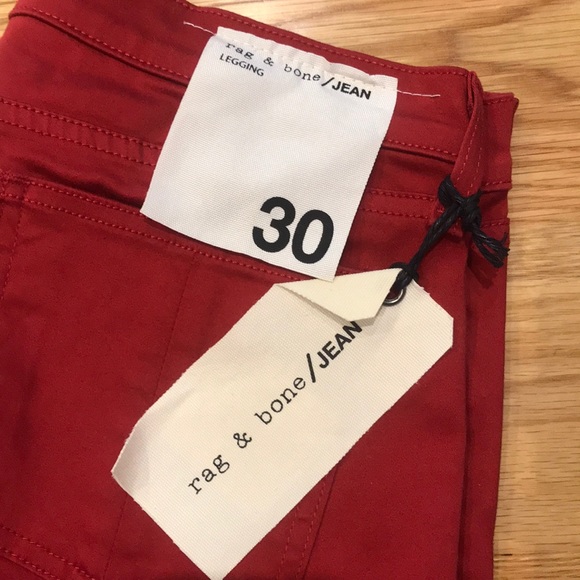 rag & bone/JEAN
LEGGING
30
rag & bone/JEAN